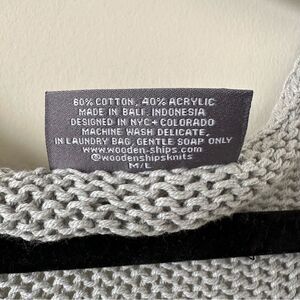 60% COTTON, 40% ACRYLIC
MADE IN BALI, INDONESIA
DESIGNED IN NYC + COLORADO
MACHINE WASH DELICATE,
IN LAUNDRY BAG, GENTLE SOAP ONLY
www.wooden-ships.com
@woodenshipsknits
M/L